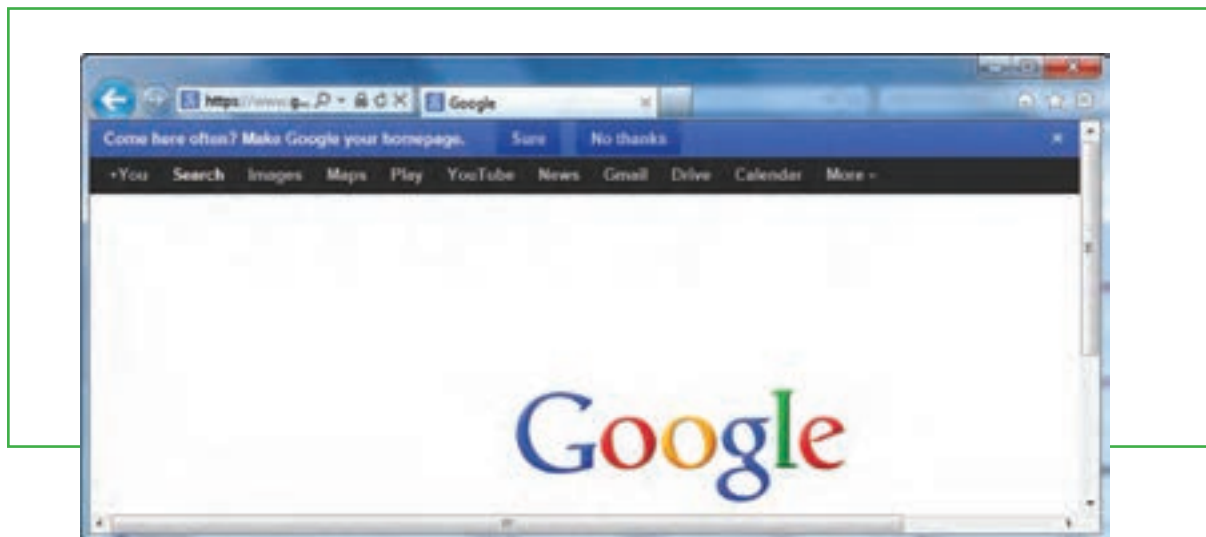 https://www.g... Google
Come here often? Make Google your homepage. Sure No thanks
+You Search Images Maps Play YouTube News Gmail Drive Calendar More
Google